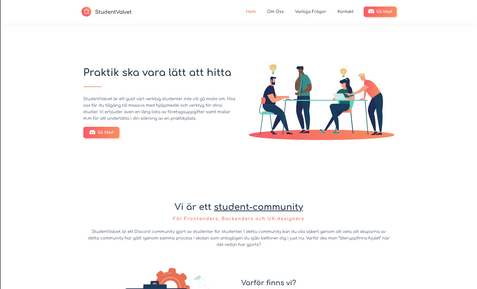 StudentValvet
Hem Om Oss Vanliga Frågor Kontakt Gå Med
Praktik ska vara lätt att hitta
StudentValvet är ett guld värt verktyg studenter inte vill gå miste om. Hos
oss får du tillgång till massvis med hjälpmedel och verktyg för dina
studier. Vi erbjuder även en lång lista av företagsuppgifter samt mallar
m.m för att underlätta i din sökning av en praktikplats.
Gå Med
Vi är ett student-community
För Frontenders, Backenders och UX-designers
StudentValvet är ett Discord community gjort av studenter för studenter. I detta community kan du vila säkert genom att veta att skaparna av
detta community har gått igenom samma process i skolan som antagligen du själv befinner dig i just nu. Varför ska man "återuppfinna hjulet" när
det redan har gjorts?
Varför finns vi?